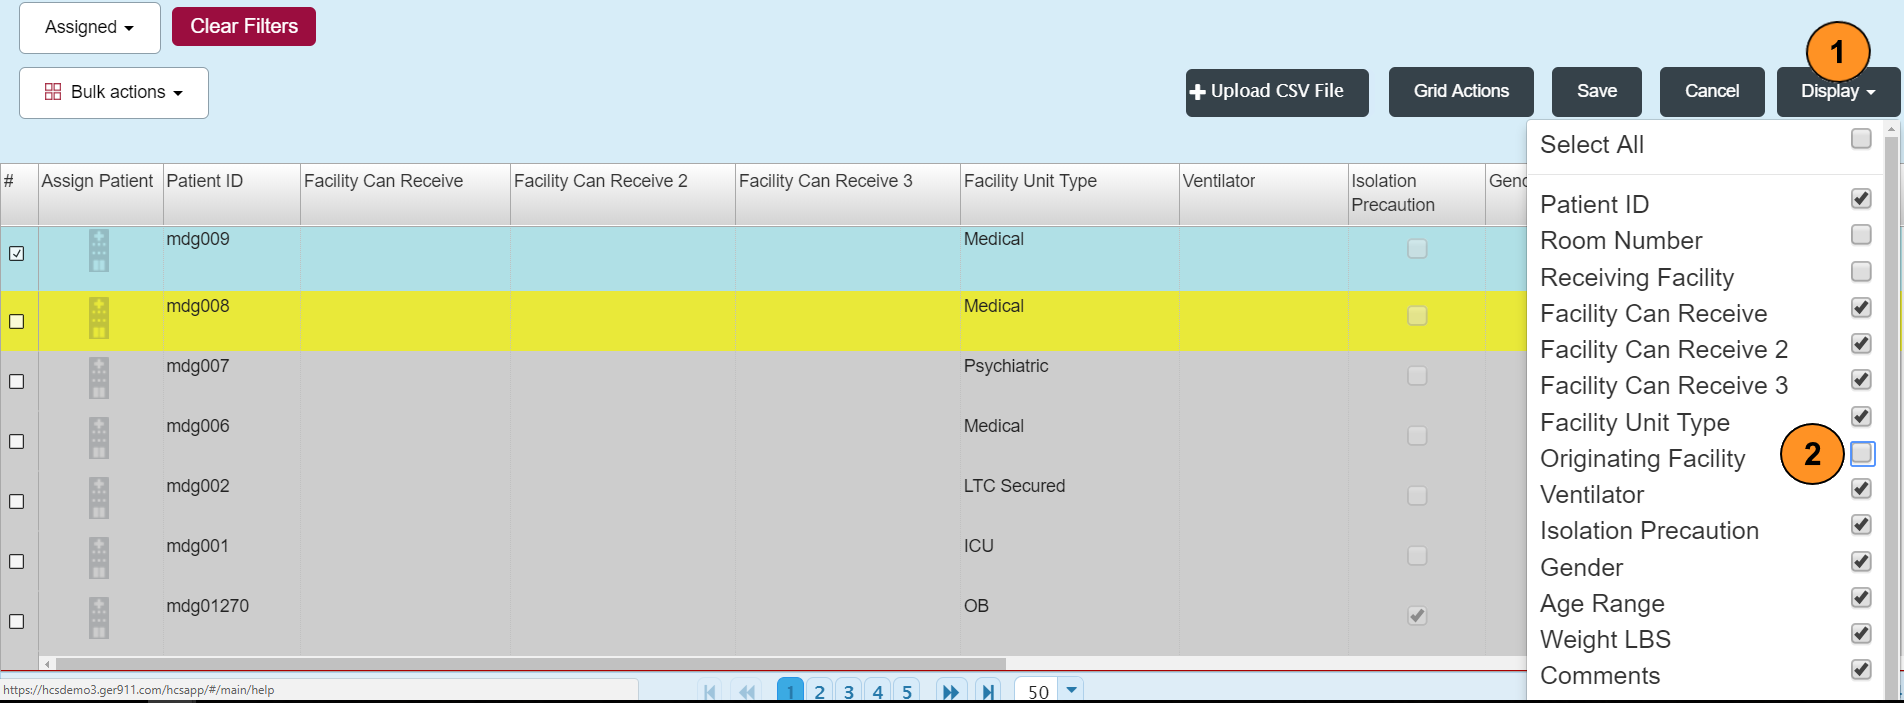 Assigned
Clear Filters
1
Bulk actions
Upload CSV File
Grid Actions
Save
Cancel
Display
# Assign Patient Patient ID Facility Can Receive Facility Can Receive 2 Facility Can Receive 3 Facility Unit Type Ventilator Isolation Precaution Gend
mdg009 Medical
mdg008 Medical
mdg007 Psychiatric
mdg006 Medical
mdg002 LTC Secured
mdg001 ICU
mdg01270 OB
Select All
Patient ID
Room Number
Receiving Facility
Facility Can Receive
Facility Can Receive 2
Facility Can Receive 3
Facility Unit Type
Originating Facility
2
Ventilator
Isolation Precaution
Gender
Age Range
Weight LBS
Comments
https://hcsdemo3.ger911.com/hcsapp/#/main/help
1 2 3 4 5 50